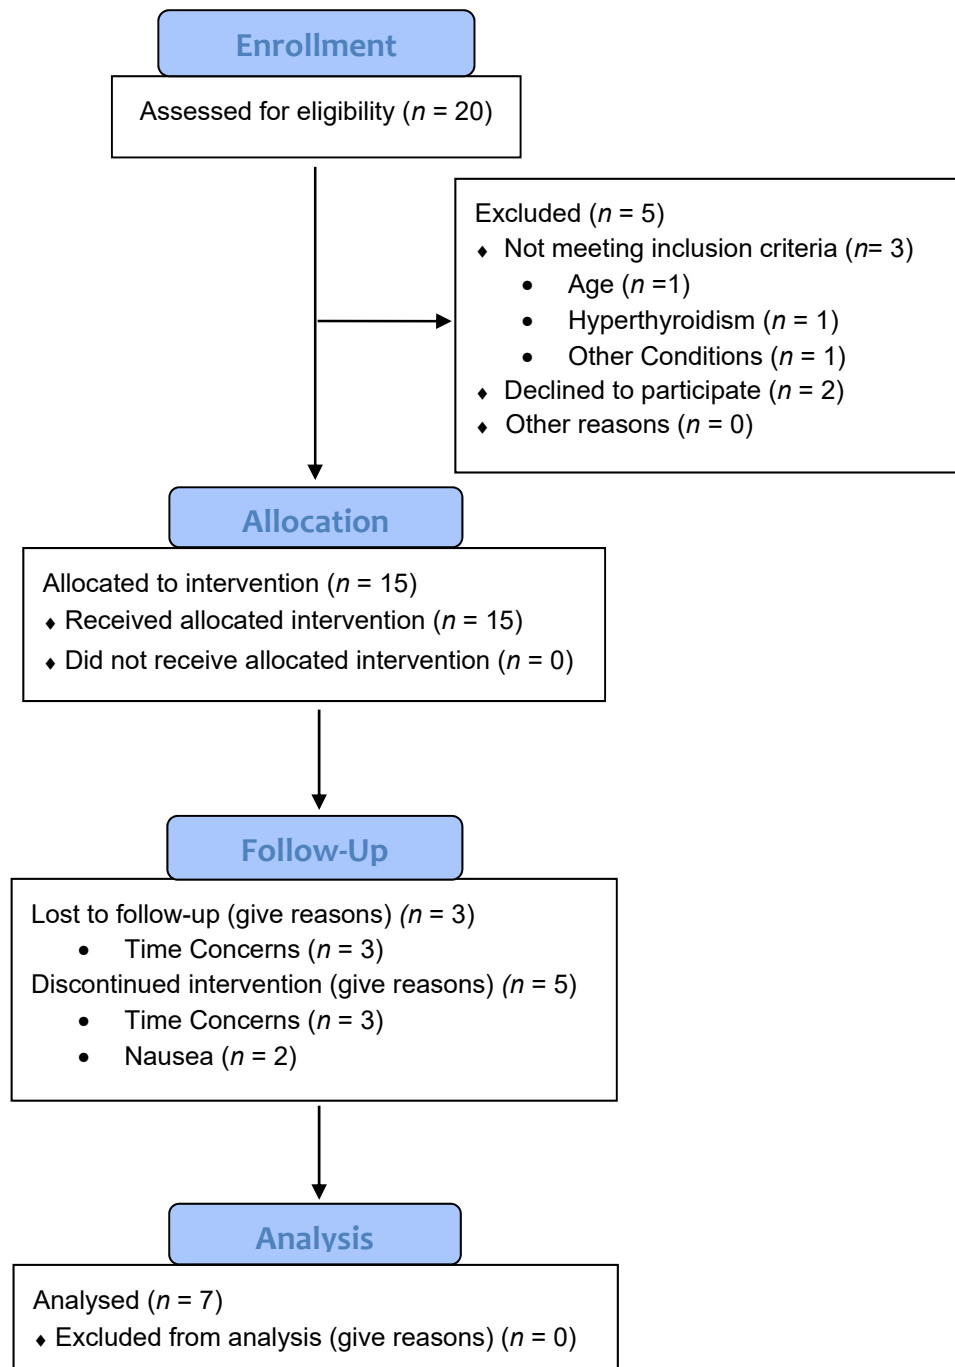 Enrollment
Assessed for eligibility (n = 20)
Excluded (n = 5)
⬧ Not meeting inclusion criteria (n= 3)
• Age (n =1)
• Hyperthyroidism (n = 1)
• Other Conditions (n = 1)
⬧ Declined to participate (n = 2)
⬧ Other reasons (n = 0)
Allocation
Allocated to intervention (n = 15)
⬧ Received allocated intervention (n = 15)
⬧ Did not receive allocated intervention (n = 0)
Follow-Up
Lost to follow-up (give reasons) (n = 3)
• Time Concerns (n = 3)
Discontinued intervention (give reasons) (n = 5)
• Time Concerns (n = 3)
• Nausea (n = 2)
Analysis
Analysed (n = 7)
⬧ Excluded from analysis (give reasons) (n = 0)